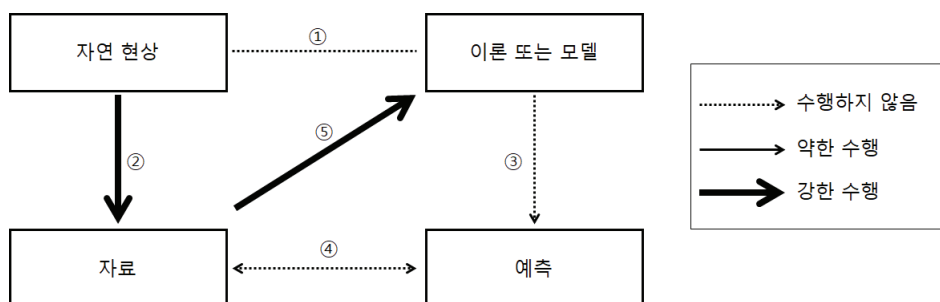 자연 현상
①
이론 또는 모델
수행하지 않음
⑤
②
③
약한 수행
강한 수행
자료
④
예측